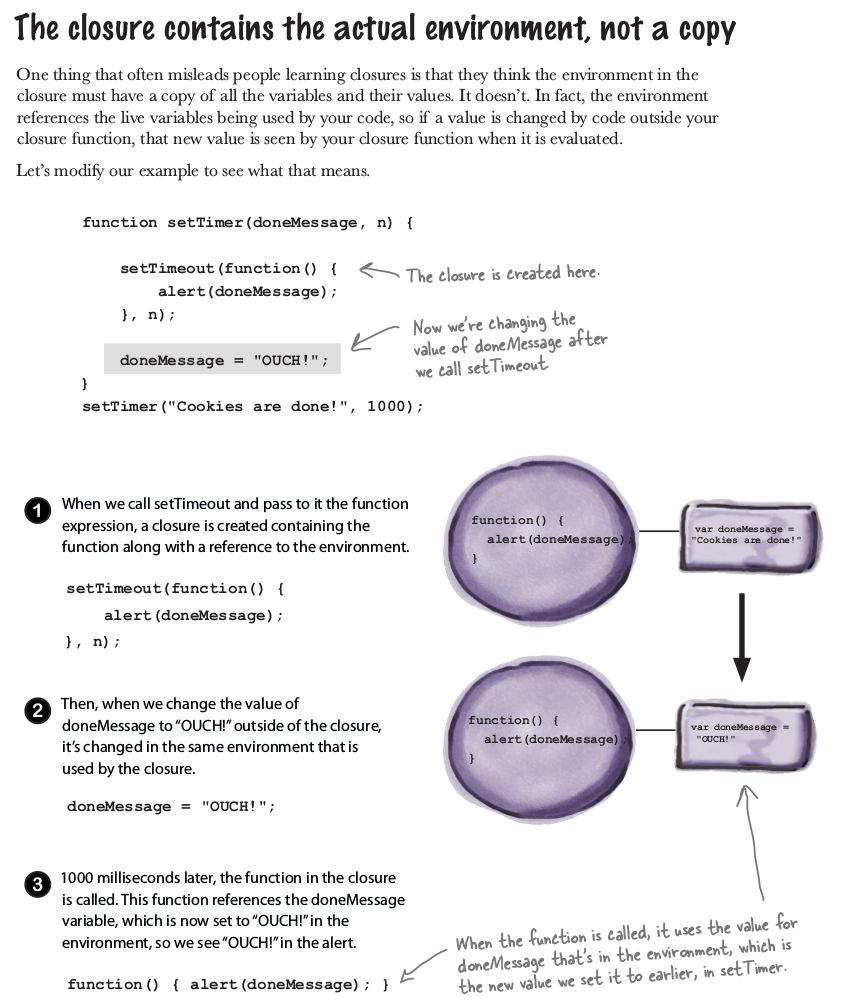 The closure contains the actual environment, not a copy
One thing that often misleads people learning closures is that they think the environment in the
closure must have a copy of all the variables and their values. It doesn't. In fact, the environment
references the live variables being used by your code, so if a value is changed by code outside your
closure function, that new value is seen by your closure function when it is evaluated.
Let's modify our example to see what that means.
function setTimer(doneMessage, n) {
setTimeout(function() {
alert(doneMessage);
}, n);
The closure is created here.
doneMessage = "OUCH!";
Now we're changing the
value of doneMessage after
we call setTimeout
}
setTimer("Cookies are done!", 1000);
1 When we call setTimeout and pass to it the function
expression, a closure is created containing the
function along with a reference to the environment.
setTimeout(function() {
alert(doneMessage);
}, n);
function() {
alert(doneMessage);
}
var doneMessage =
"Cookies are done!"
2 Then, when we change the value of
doneMessage to "OUCH!" outside of the closure,
it's changed in the same environment that is
used by the closure.
doneMessage = "OUCH!";
function() {
alert(doneMessage);
}
var doneMessage =
"OUCH!"
3 1000 milliseconds later, the function in the closure
is called. This function references the doneMessage
variable, which is now set to "OUCH!" in the
environment, so we see "OUCH!" in the alert.
function() { alert(doneMessage); }
When the function is called, it uses the value for
doneMessage that's in the environment, which is
the new value we set it to earlier, in setTimer.